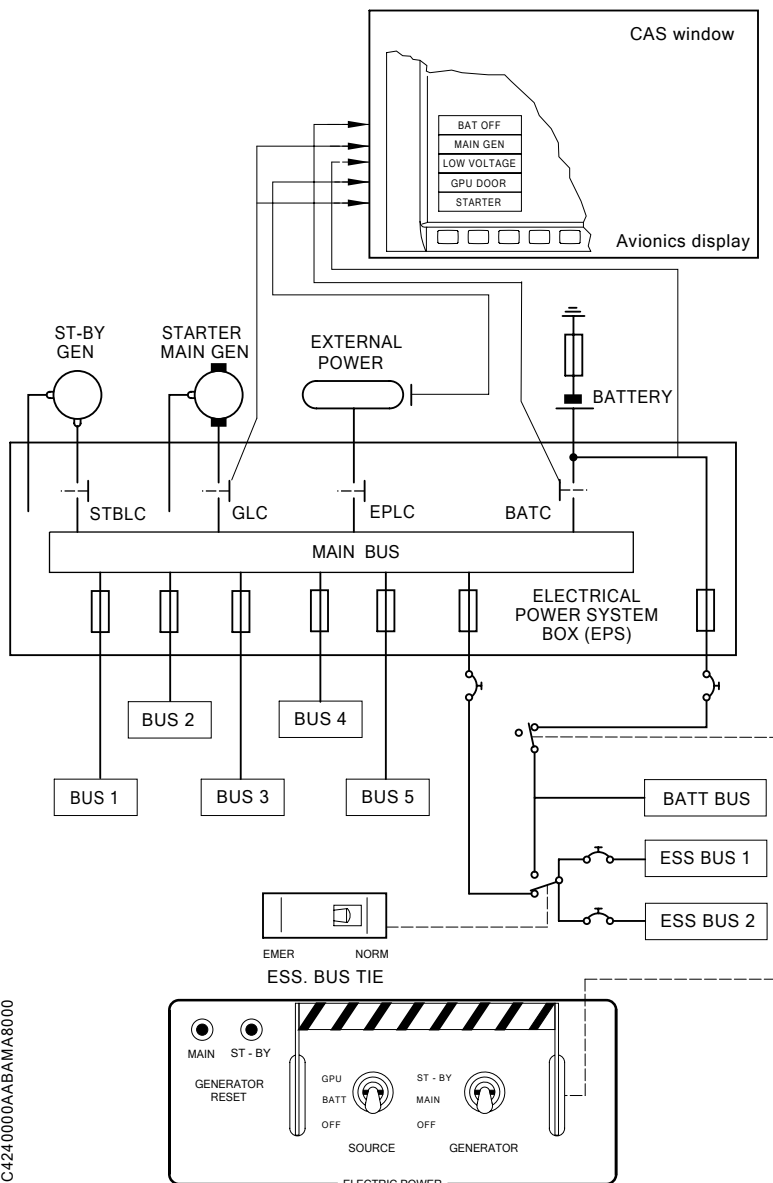 CAS window
BAT OFF
MAIN GEN
LOW VOLTAGE
GPU DOOR
STARTER
Avionics display
ST-BY
GEN
STARTER
MAIN GEN
EXTERNAL
POWER
BATTERY
STBLC
GLC
EPLC
BATC
MAIN BUS
ELECTRICAL
POWER SYSTEM
BOX (EPS)
BUS 2
BUS 4
BUS 1
BUS 3
BUS 5
BATT BUS
ESS BUS 1
ESS BUS 2
EMER NORM
ESS. BUS TIE
MAIN ST - BY
GENERATOR
RESET
GPU
BATT
OFF
SOURCE
ST - BY
MAIN
OFF
GENERATOR
ELECTRIC POWER
C4240000AABAMA8000